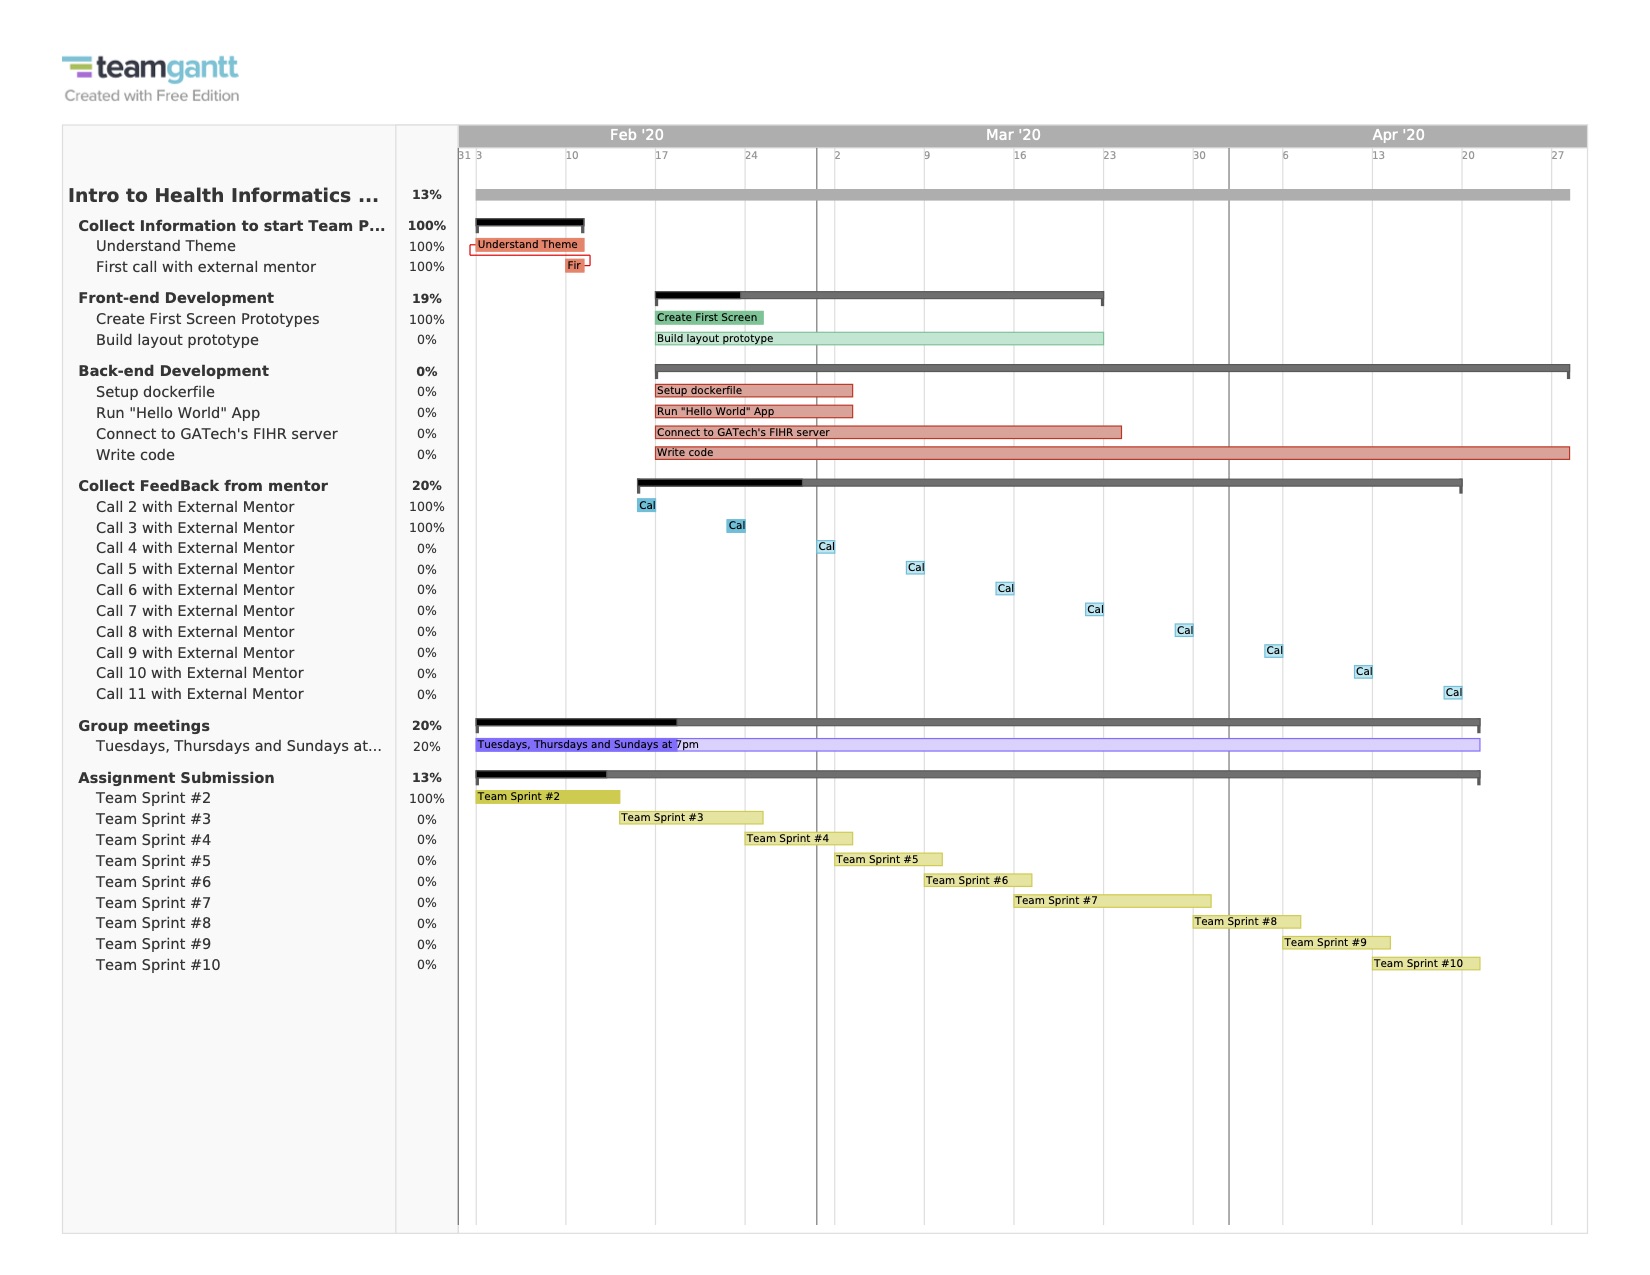 teamgantt
Created with Free Edition
Feb '20 Mar '20 Apr '20
31 3 10 17 24 2 9 16 23 30 6 13 20 27
Intro to Health Informatics ... 13%
Collect Information to start Team P... 100%
Understand Theme 100% Understand Theme
First call with external mentor 100% Fir
Front-end Development 19%
Create First Screen Prototypes 100% Create First Screen
Build layout prototype 0% Build layout prototype
Back-end Development 0%
Setup dockerfile 0% Setup dockerfile
Run "Hello World" App 0% Run "Hello World" App
Connect to GATech's FIHR server 0% Connect to GATech's FIHR server
Write code 0% Write code
Collect FeedBack from mentor 20%
Call 2 with External Mentor 100% Cal
Call 3 with External Mentor 100% Cal
Call 4 with External Mentor 0% Cal
Call 5 with External Mentor 0% Cal
Call 6 with External Mentor 0% Cal
Call 7 with External Mentor 0% Cal
Call 8 with External Mentor 0% Cal
Call 9 with External Mentor 0% Cal
Call 10 with External Mentor 0% Cal
Call 11 with External Mentor 0% Cal
Group meetings 20%
Tuesdays, Thursdays and Sundays at... 20% Tuesdays, Thursdays and Sundays at 7pm
Assignment Submission 13%
Team Sprint #2 100% Team Sprint #2
Team Sprint #3 0% Team Sprint #3
Team Sprint #4 0% Team Sprint #4
Team Sprint #5 0% Team Sprint #5
Team Sprint #6 0% Team Sprint #6
Team Sprint #7 0% Team Sprint #7
Team Sprint #8 0% Team Sprint #8
Team Sprint #9 0% Team Sprint #9
Team Sprint #10 0% Team Sprint #10